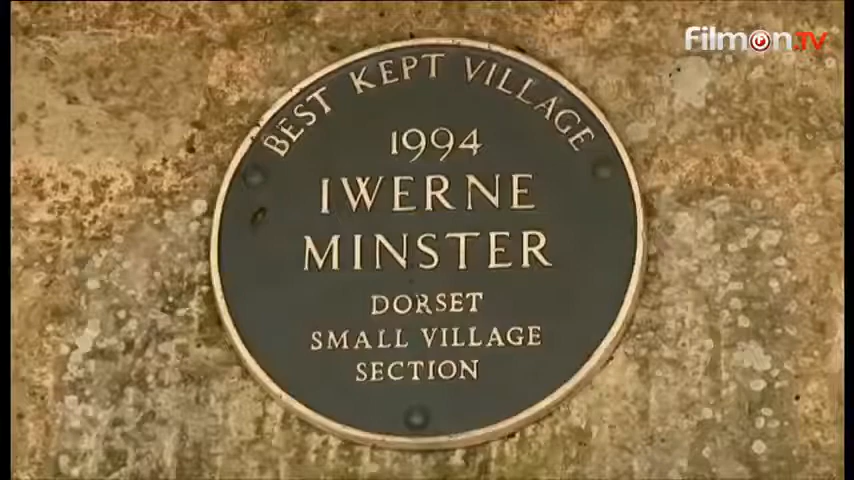 Filmon.TV
BEST KEPT VILLAGE
1994
IWERNE
MINSTER
DORSET
SMALL VILLAGE
SECTION